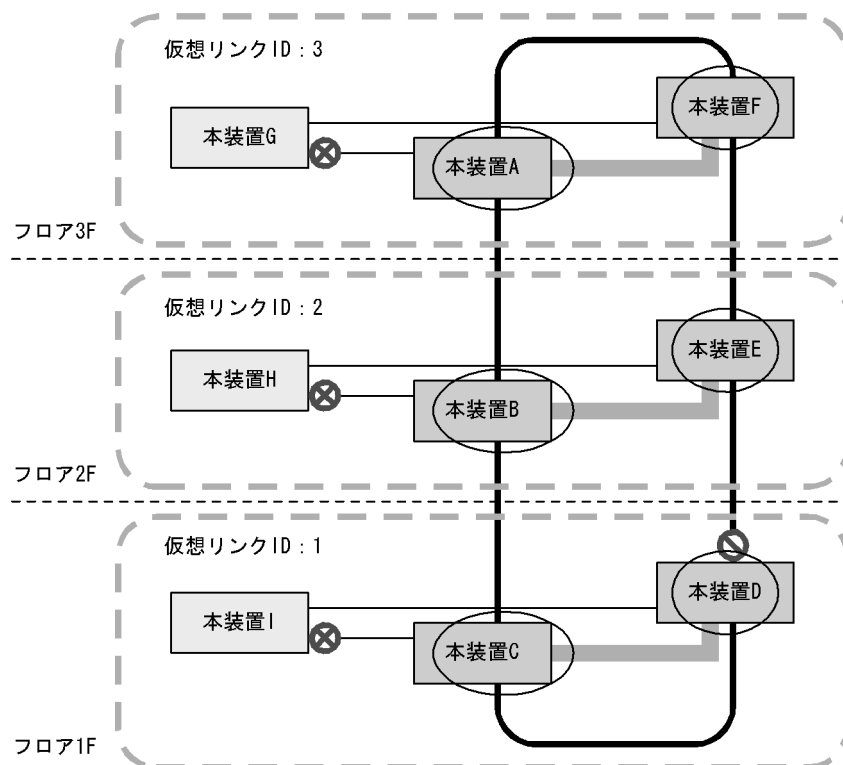 仮想リンクID：3
本装置F
本装置G
本装置A
フロア3F
仮想リンクID：2
本装置E
本装置H
本装置B
フロア2F
仮想リンクID：1
本装置D
本装置I
本装置C
フロア1F